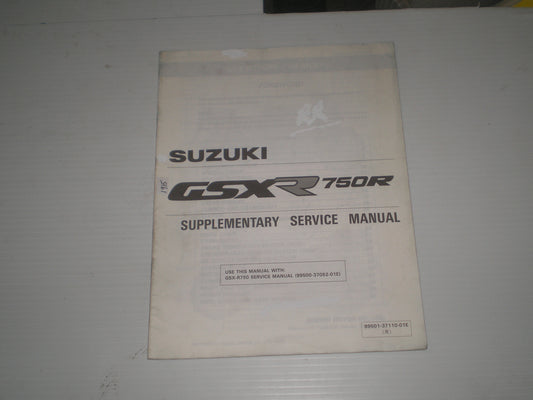 RR
SUZUKI
GSXR 750R
SUPPLEMENTARY SERVICE MANUAL
USE THIS MANUAL WITH:
GSX-R750 SERVICE MANUAL (99500-37062-01E)
99501-37110-01E
(R)